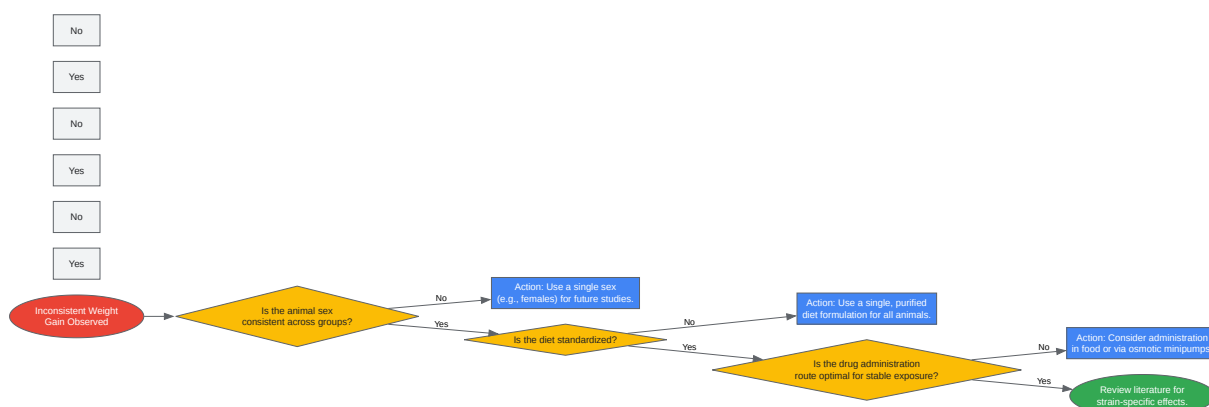 No
Yes
No
Yes
No
Yes
Inconsistent Weight
Gain Observed
Is the animal sex
consistent across groups?
No
Yes
Action: Use a single sex
(e.g., females) for future studies.
Is the diet standardized?
No
Yes
Action: Use a single, purified
diet formulation for all animals.
Is the drug administration
route optimal for stable exposure?
No
Yes
Action: Consider administration
in food or via osmotic minipumps
Review literature for
strain-specific effects.